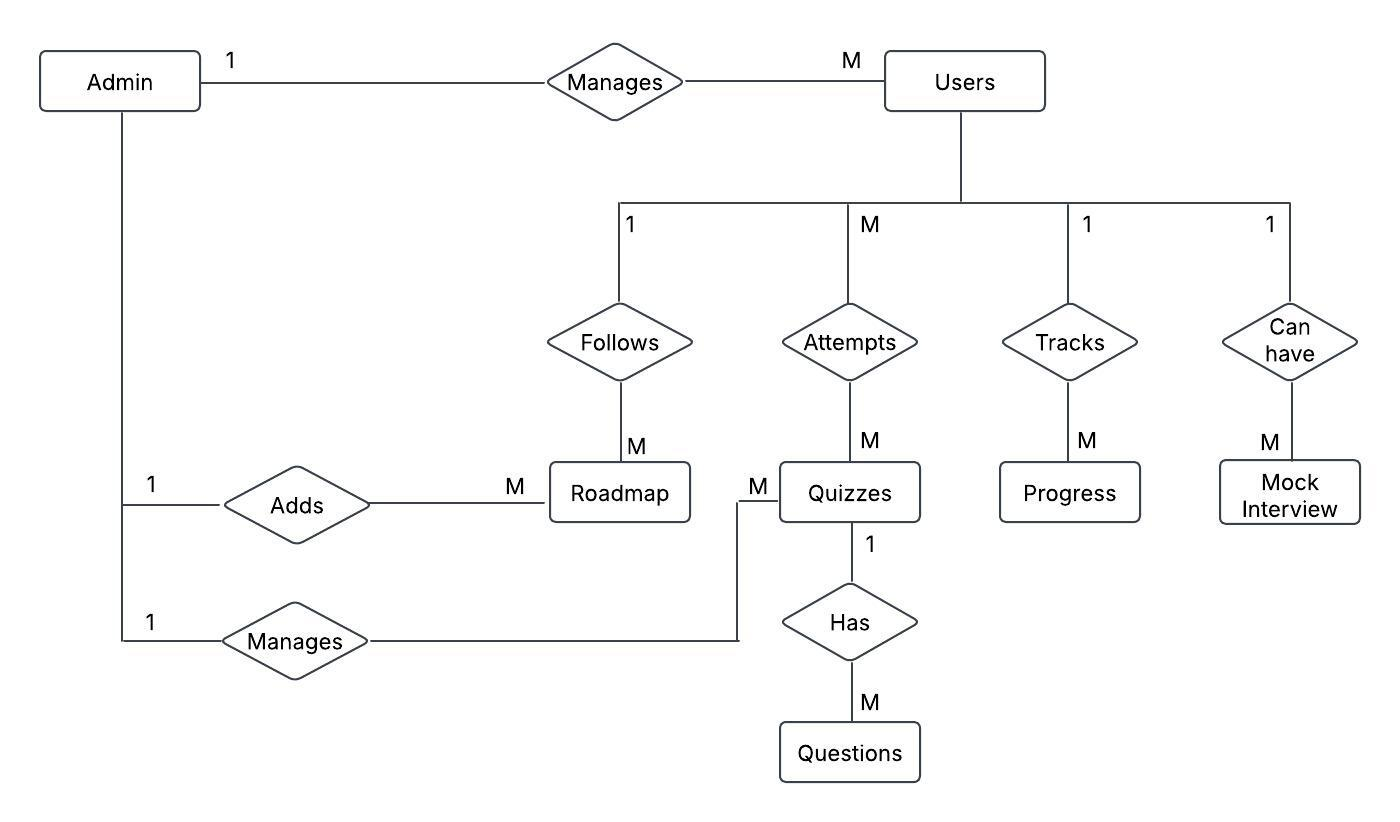 Admin
1
Manages
M
Users
1
M
1
1
Follows
Attempts
Tracks
Can
have
M
M
M
M
1
Adds
M
Roadmap
M
Quizzes
Progress
Mock
Interview
1
1
Manages
Has
M
Questions